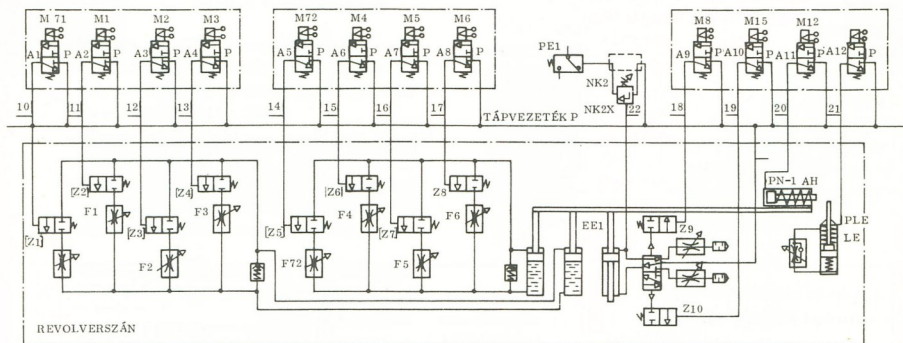 M 71 M1 M2 M3 M72 M4 M5 M6 M8 M15 M12
A1 P A2 P A3 P A4 P A5 P A6 P A7 P A8 P PE1 A9 P A10 P A11 P A12 P
NK2
NK2X
10 11 12 13 14 15 16 17 22 18 19 20 21
TÁPVEZETÉK P
PN-1 AH
[Z2] [Z4] [Z6] Z8
F1 F3 F4 F6 EE1 Z9 PLE
[Z1] [Z3] [Z5] [Z7] LE
F2 F72 F5
Z10
REVOLVERSZÁN